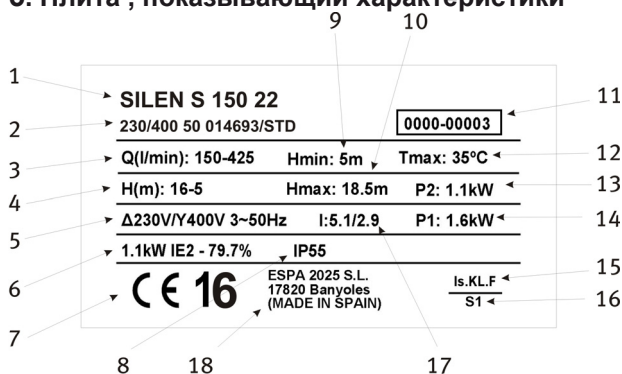 3. Плита , показывающий характеристики
9 10
1 SILEN S 150 22 11
2 230/400 50 014693/STD 0000-00003
3 Q(l/min): 150-425 Hmin: 5m Tmax: 35ºC 12
4 H(m): 16-5 Hmax: 18.5m P2: 1.1kW 13
5 Δ230V/Y400V 3~50Hz I:5.1/2.9 P1: 1.6kW 14
6 1.1kW IE2 - 79.7% IP55
7 CE 16 ESPA 2025 S.L. Is.KL.F 15
17820 Banyoles S1 16
(MADE IN SPAIN)
8 18 17